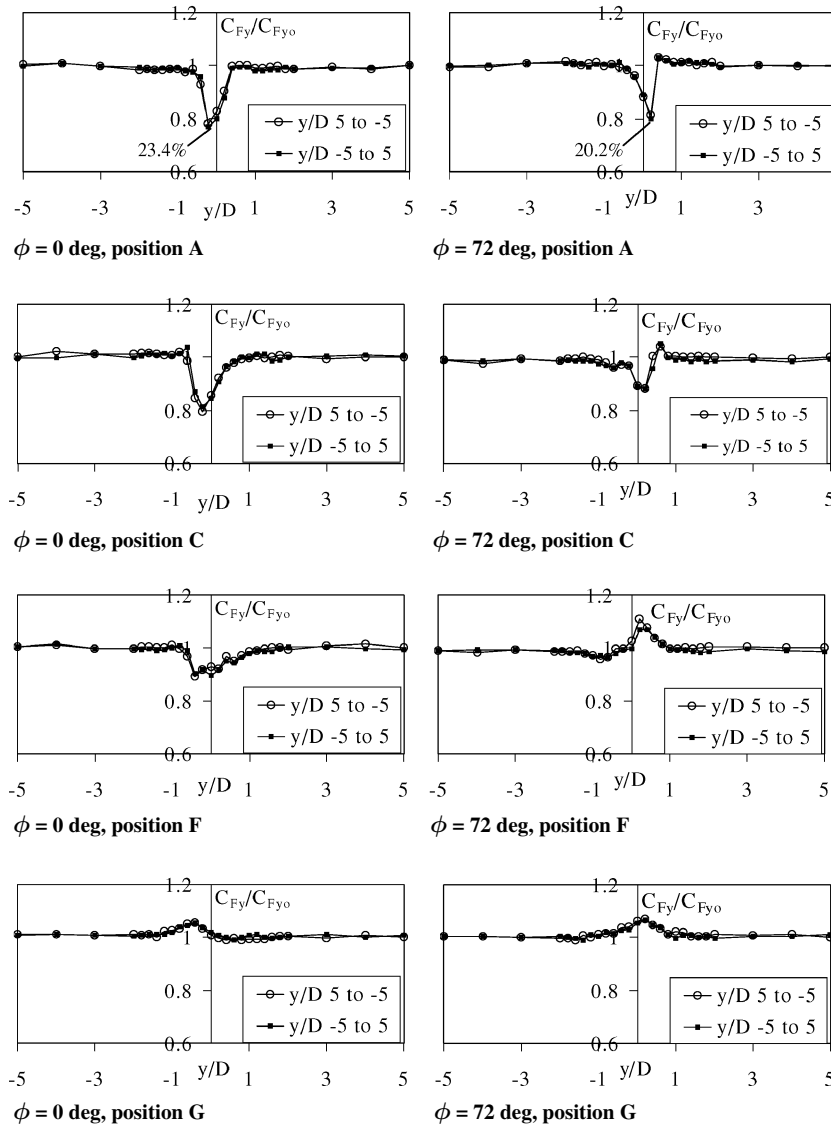 1.2
C_Fy/C_Fyo
1
0.8
23.4%
0.6
y/D 5 to -5
y/D -5 to 5
-5 -3 -1 y/D 1 3 5
ϕ = 0 deg, position A
1.2
C_Fy/C_Fyo
1
0.8
20.2%
0.6
y/D 5 to -5
y/D -5 to 5
-5 -3 -1 y/D 1 3
ϕ = 72 deg, position A
1.2
C_Fy/C_Fyo
1
0.8
0.6
y/D 5 to -5
y/D -5 to 5
-5 -3 -1 y/D 1 3 5
ϕ = 0 deg, position C
1.2
C_Fy/C_Fyo
1
0.8
0.6
y/D 5 to -5
y/D -5 to 5
-5 -3 -1 y/D 1 3 5
ϕ = 72 deg, position C
1.2
C_Fy/C_Fyo
1
0.8
0.6
y/D 5 to -5
y/D -5 to 5
-5 -3 -1 y/D 1 3 5
ϕ = 0 deg, position F
1.2
C_Fy/C_Fyo
1
0.8
0.6
y/D 5 to -5
y/D -5 to 5
-5 -3 -1 y/D 1 3 5
ϕ = 72 deg, position F
1.2
C_Fy/C_Fyo
1
0.8
0.6
y/D 5 to -5
y/D -5 to 5
-5 -3 -1 y/D 1 3 5
ϕ = 0 deg, position G
1.2
C_Fy/C_Fyo
1
0.8
0.6
y/D 5 to -5
y/D -5 to 5
-5 -3 -1 y/D 1 3 5
ϕ = 72 deg, position G